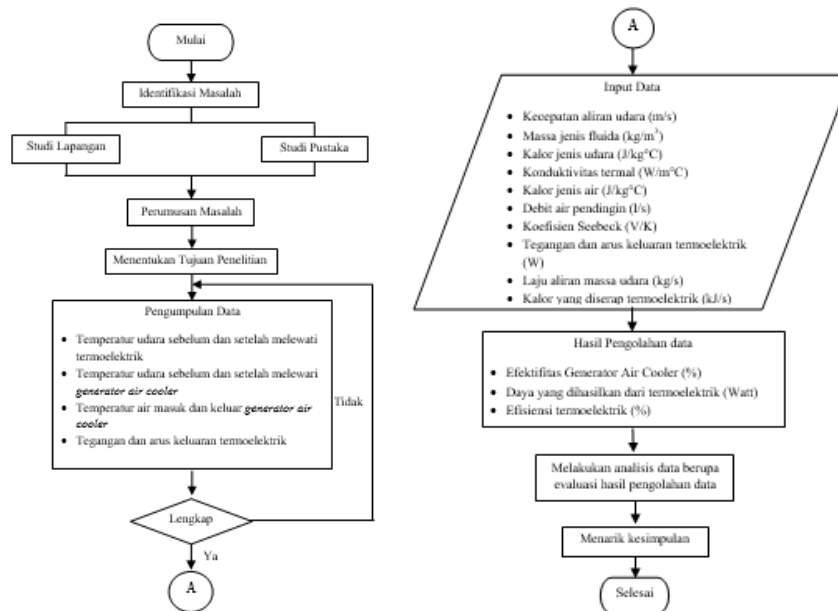 Mulai
Identifikasi Masalah
Studi Lapangan
Studi Pustaka
Perumusan Masalah
Menentukan Tujuan Penelitian
Pengumpulan Data
• Temperatur udara sebelum dan setelah melewati
termoelektrik
• Temperatur udara sebelum dan setelah melewari
generator air cooler
• Temperatur air masuk dan keluar generator air
cooler
• Tegangan dan arus keluaran termoelektrik
Tidak
Lengkap
Ya
A
A
Input Data
• Kecepatan aliran udara (m/s)
• Massa jenis fluida (kg/m³)
• Kalor jenis udara (J/kg°C)
• Konduktivitas termal (W/m°C)
• Kalor jenis air (J/kg°C)
• Debit air pendingin (l/s)
• Koefisien Seebeck (V/K)
• Tegangan dan arus keluaran termoelektrik
(W)
• Laju aliran massa udara (kg/s)
• Kalor yang diserap termoelektrik (kJ/s)
Hasil Pengolahan data
• Efektifitas Generator Air Cooler (%)
• Daya yang dihasilkan dari termoelektrik (Watt)
• Efisiensi termoelektrik (%)
Melakukan analisis data berupa
evaluasi hasil pengolahan data
Menarik kesimpulan
Selesai